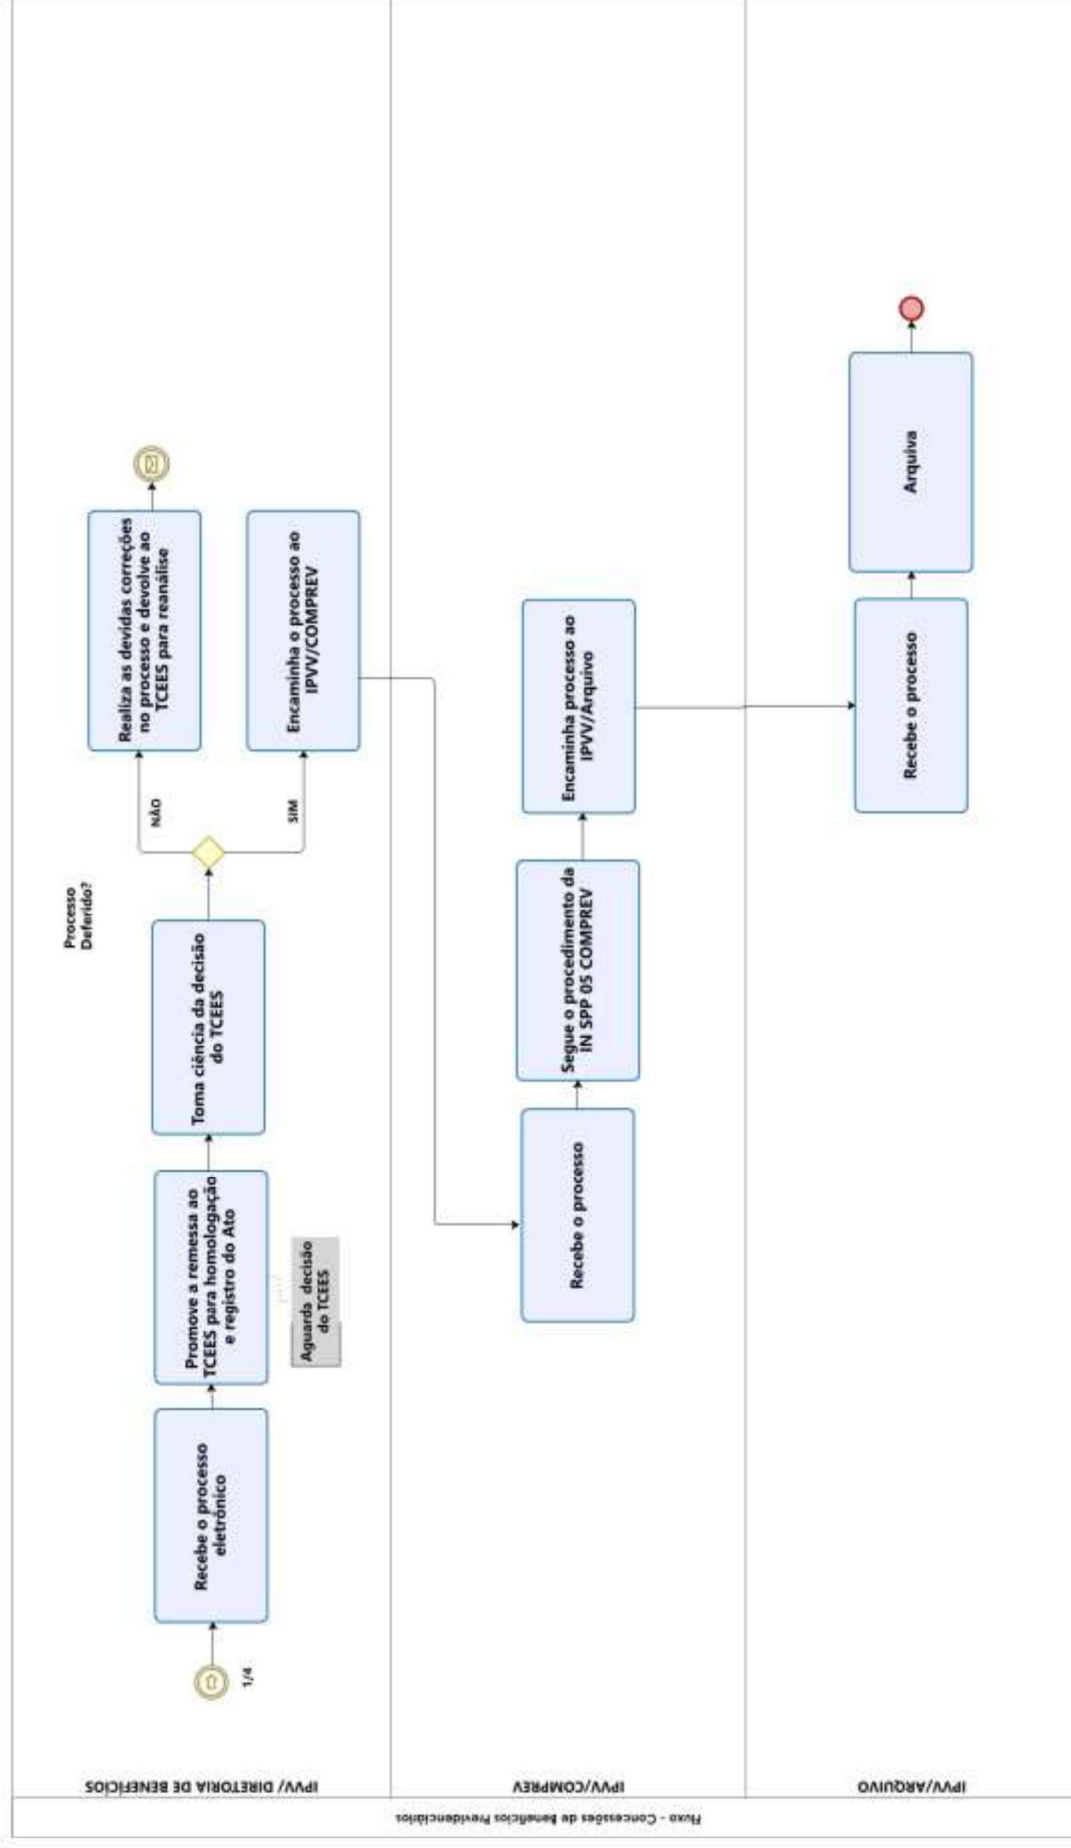 Fluxo - Concessões de Benefícios Previdenciários
IPVV/ DIRETORIA DE BENEFÍCIOS
1/4
Recebe o processo
eletrônico
Promove a remessa ao
TCEES para homologação
e registro do Ato
Aguarda decisão
do TCEES
Toma ciência da decisão
do TCEES
Processo
Deferido?
NÃO
SIM
Realiza as devidas correções
no processo e devolve ao
TCEES para reanálise
Encaminha o processo ao
IPVV/COMPREV
IPVV/COMPREV
Recebe o processo
Segue o procedimento da
IN SPP 05 COMPREV
Encaminha processo ao
IPVV/Arquivo
IPVV/ARQUIVO
Recebe o processo
Arquiva